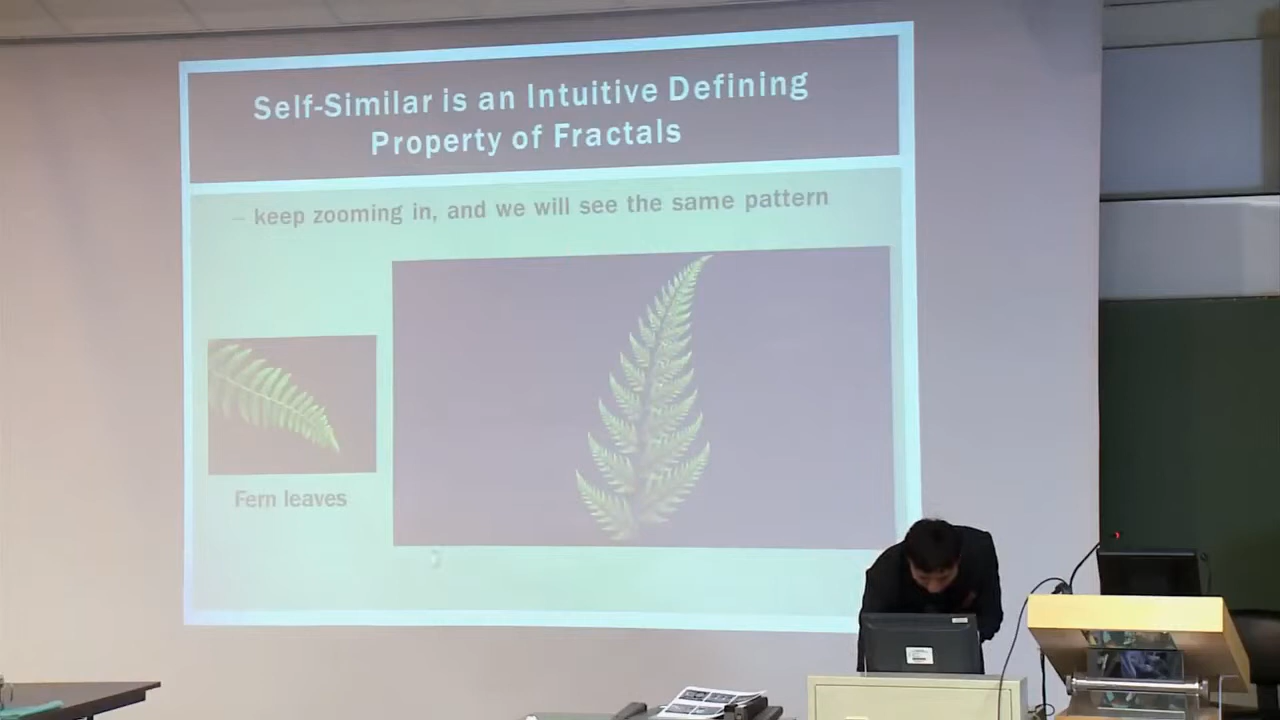 Self-Similar is an Intuitive Defining
Property of Fractals
– keep zooming in, and we will see the same pattern
Fern leaves